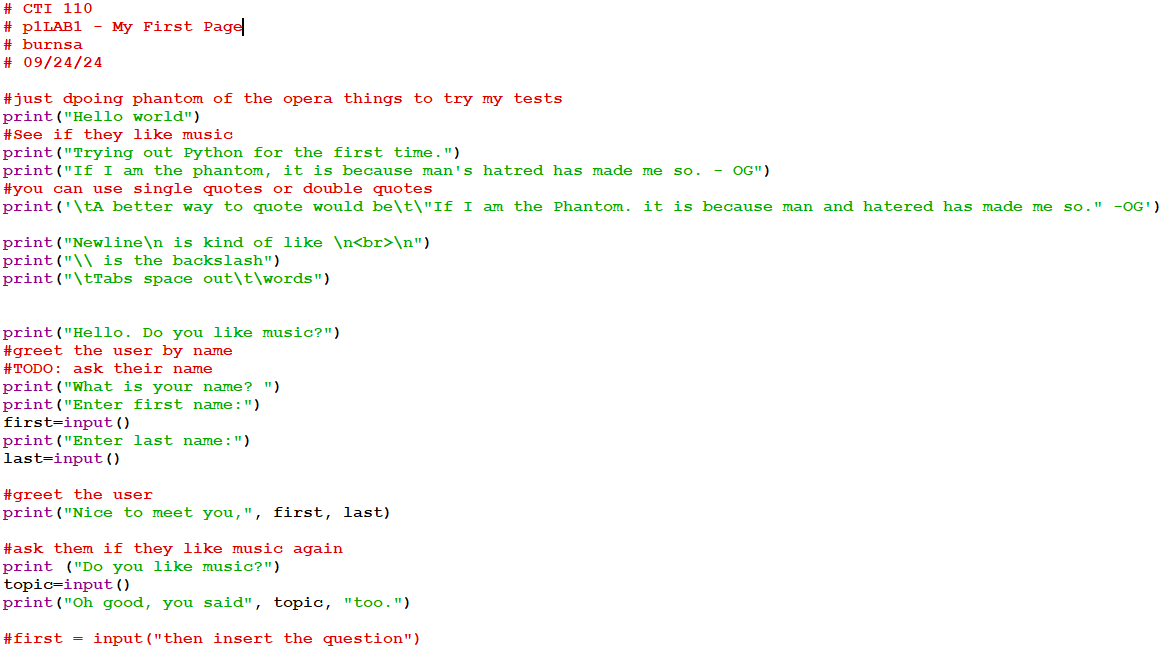 # CTI 110
# p1LAB1 - My First Page
# burnsa
# 09/24/24
#just dpoing phantom of the opera things to try my tests
print("Hello world")
#See if they like music
print("Trying out Python for the first time.")
print("If I am the phantom, it is because man's hatred has made me so. - OG")
#you can use single quotes or double quotes
print('\tA better way to quote would be\t\"If I am the Phantom. it is because man and hatered has made me so." -OG')
print("Newline\n is kind of like \n<br>\n")
print("\\ is the backslash")
print("\tTabs space out\t\words")
print("Hello. Do you like music?")
#greet the user by name
#TODO: ask their name
print("What is your name? ")
print("Enter first name:")
first=input()
print("Enter last name:")
last=input()
#greet the user
print("Nice to meet you,", first, last)
#ask them if they like music again
print ("Do you like music?")
topic=input()
print("Oh good, you said", topic, "too.")
#first = input("then insert the question")